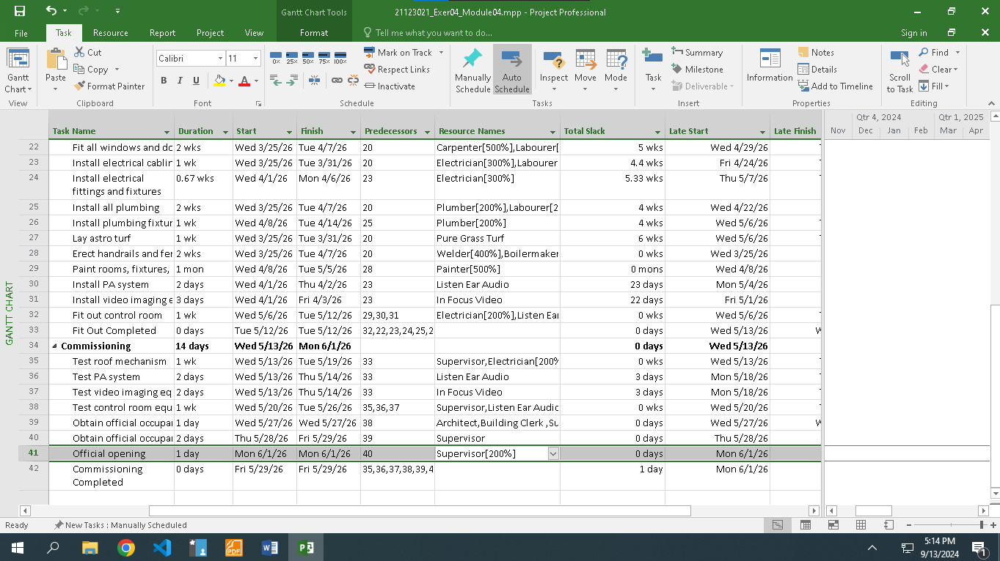 Gantt Chart Tools
21123021_Exer04_Module04.mpp - Project Professional
File Task Resource Report Project View Format Tell me what you want to do... Sign in
Gantt Chart
View
Paste
Cut
Copy
Format Painter
Clipboard
Calibri 11
B I U A
Font
0% 25% 50% 75% 100%
Mark on Track
Respect Links
Inactivate
Schedule
Manually Schedule
Auto Schedule
Inspect
Move
Mode
Tasks
Task
Summary
Milestone
Deliverable
Insert
Information
Notes
Details
Add to Timeline
Properties
Scroll to Task
Find
Clear
Fill
Editing
GANTT CHART
Task Name Duration Start Finish Predecessors Resource Names Total Slack Late Start Late Finish
Qtr 4, 2024 Qtr 1, 2025
Nov Dec Jan Feb Mar Apr
22 Fit all windows and do 2 wks Wed 3/25/26 Tue 4/7/26 20 Carpenter[500%],Labourer[ 5 wks Wed 4/29/26
23 Install electrical cablin 1 wk Wed 3/25/26 Tue 3/31/26 20 Electrician[300%],Labourer 4.4 wks Fri 4/24/26
24 Install electrical fittings and fixtures 0.67 wks Wed 4/1/26 Mon 4/6/26 23 Electrician[300%] 5.33 wks Thu 5/7/26
25 Install all plumbing 2 wks Wed 3/25/26 Tue 4/7/26 20 Plumber[200%],Labourer[2 4 wks Wed 4/22/26
26 Install plumbing fixtur 1 wk Wed 4/8/26 Tue 4/14/26 25 Plumber[200%] 4 wks Wed 5/6/26
27 Lay astro turf 1 wk Wed 3/25/26 Tue 3/31/26 20 Pure Grass Turf 6 wks Wed 5/6/26
28 Erect handrails and fer 2 wks Wed 3/25/26 Tue 4/7/26 20 Welder[400%],Boilermaker 0 wks Wed 3/25/26
29 Paint rooms, fixtures, 1 mon Wed 4/8/26 Tue 5/5/26 28 Painter[500%] 0 mons Wed 4/8/26
30 Install PA system 2 days Wed 4/1/26 Thu 4/2/26 23 Listen Ear Audio 23 days Mon 5/4/26
31 Install video imaging e 3 days Wed 4/1/26 Fri 4/3/26 23 In Focus Video 22 days Fri 5/1/26
32 Fit out control room 1 wk Wed 5/6/26 Tue 5/12/26 29,30,31 Electrician[200%],Listen Ear 0 wks Wed 5/6/26
33 Fit Out Completed 0 days Tue 5/12/26 Tue 5/12/26 32,22,23,24,25,2 0 days Wed 5/13/26 W
34 Commissioning 14 days Wed 5/13/26 Mon 6/1/26 0 days Wed 5/13/26
35 Test roof mechanism 1 wk Wed 5/13/26 Tue 5/19/26 33 Supervisor,Electrician[200% 0 wks Wed 5/13/26
36 Test PA system 2 days Wed 5/13/26 Thu 5/14/26 33 Listen Ear Audio 3 days Mon 5/18/26
37 Test video imaging eq 2 days Wed 5/13/26 Thu 5/14/26 33 In Focus Video 3 days Mon 5/18/26
38 Test control room equ 1 wk Wed 5/20/26 Tue 5/26/26 35,36,37 Supervisor,Listen Ear Audio 0 wks Wed 5/20/26
39 Obtain official occupar 1 day Wed 5/27/26 Wed 5/27/26 38 Architect,Building Clerk ,Su 0 days Wed 5/27/26 W
40 Obtain official occupar 2 days Thu 5/28/26 Fri 5/29/26 39 Supervisor 0 days Thu 5/28/26
41 Official opening 1 day Mon 6/1/26 Mon 6/1/26 40 Supervisor[200%] 0 days Mon 6/1/26
42 Commissioning Completed 0 days Fri 5/29/26 Fri 5/29/26 35,36,37,38,39,4 1 day Mon 6/1/26
Ready New Tasks : Manually Scheduled
PDF
5:14 PM
9/13/2024
1